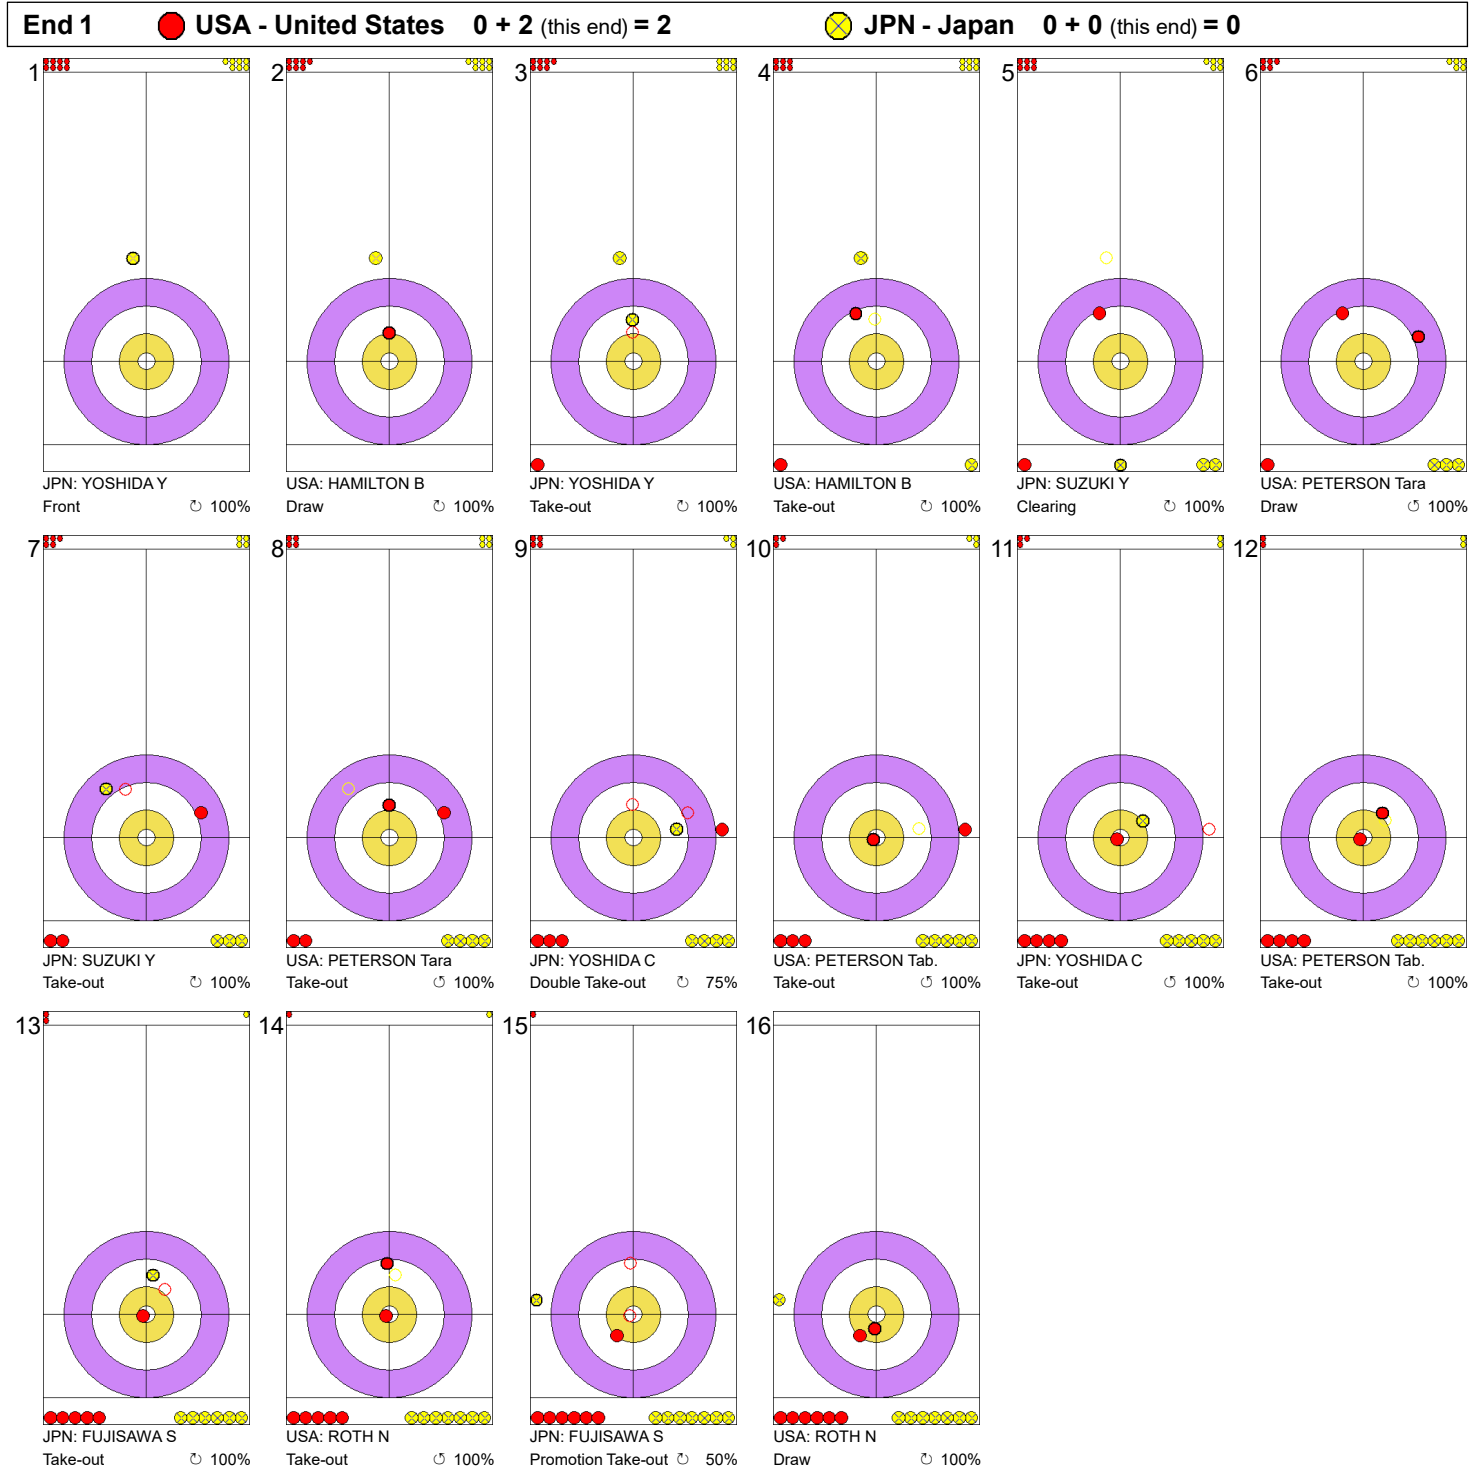 End 1 USA - United States 0 + 2 (this end) = 2 JPN - Japan 0 + 0 (this end) = 0
1 2 3 4 5 6
JPN: YOSHIDA Y USA: HAMILTON B JPN: YOSHIDA Y USA: HAMILTON B JPN: SUZUKI Y USA: PETERSON Tara
Front ↻ 100% Draw ↺ 100% Take-out ↻ 100% Take-out ↺ 100% Clearing ↻ 100% Draw ↺ 100%
7 8 9 10 11 12
JPN: SUZUKI Y USA: PETERSON Tara JPN: YOSHIDA C USA: PETERSON Tab. JPN: YOSHIDA C USA: PETERSON Tab.
Take-out ↻ 100% Take-out ↺ 100% Double Take-out ↻ 75% Take-out ↺ 100% Take-out ↻ 100% Take-out ↻ 100%
13 14 15 16
JPN: FUJISAWA S USA: ROTH N JPN: FUJISAWA S USA: ROTH N
Take-out ↻ 100% Take-out ↻ 100% Promotion Take-out ↻ 50% Draw ↻ 100%